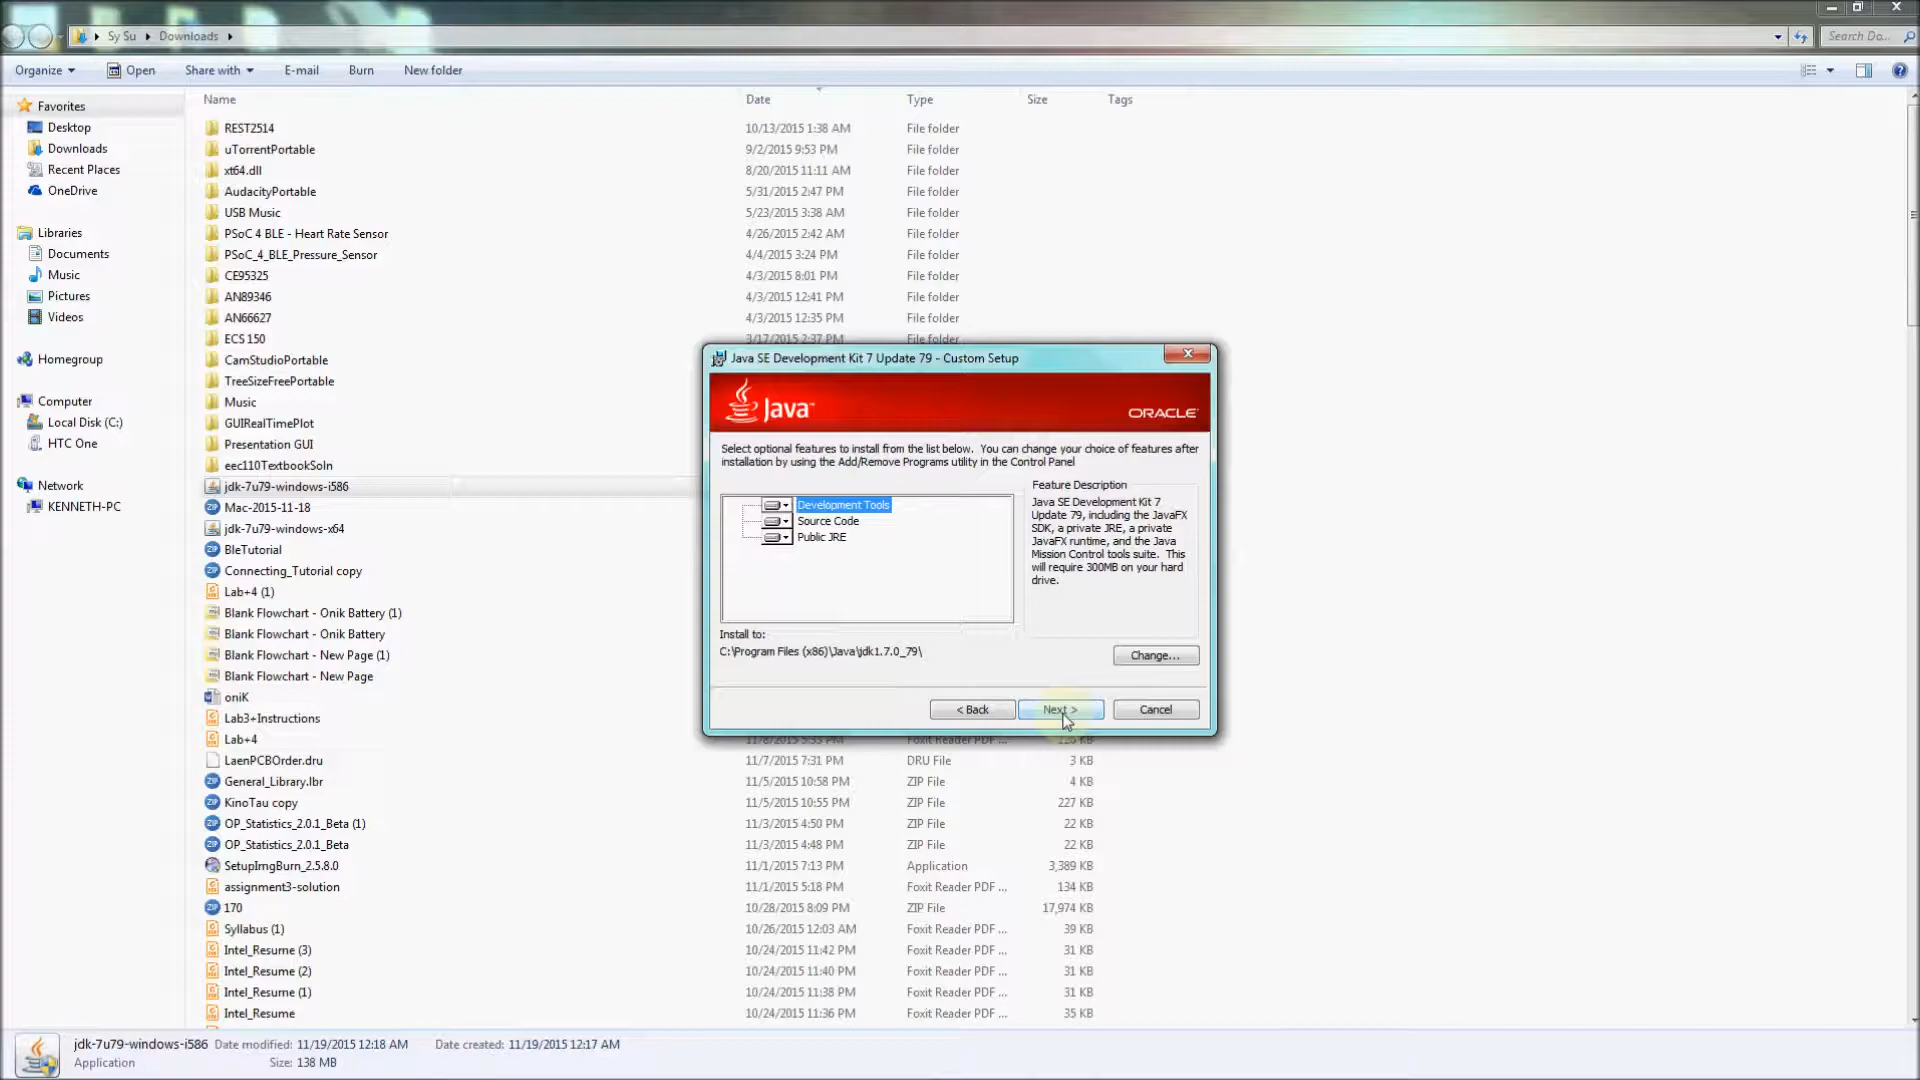 Sy Su Downloads
Search Do...
Organize Open Share with E-mail Burn New folder
Name Date Type Size Tags
Favorites
Desktop
Downloads
Recent Places
OneDrive
Libraries
Documents
Music
Pictures
Videos
Homegroup
Computer
Local Disk (C:)
HTC One
Network
KENNETH-PC
REST2514 10/13/2015 1:38 AM File folder
uTorrentPortable 9/2/2015 9:53 PM File folder
xt64.dll 8/20/2015 11:11 AM File folder
AudacityPortable 5/31/2015 2:47 PM File folder
USB Music 5/23/2015 3:38 AM File folder
PSoC 4 BLE - Heart Rate Sensor 4/26/2015 2:42 AM File folder
PSoC_4_BLE_Pressure_Sensor 4/4/2015 3:24 PM File folder
CE95325 4/3/2015 8:01 PM File folder
AN89346 4/3/2015 12:41 PM File folder
AN66627 4/3/2015 12:35 PM File folder
ECS 150 3/17/2015 2:37 PM File folder
CamStudioPortable
TreeSizeFreePortable
Music
GUIRealTimePlot
Presentation GUI
eec110TextbookSoln
jdk-7u79-windows-i586
Mac-2015-11-18
jdk-7u79-windows-x64
BleTutorial
Connecting_Tutorial copy
Lab+4 (1)
Blank Flowchart - Onik Battery (1)
Blank Flowchart - Onik Battery
Blank Flowchart - New Page (1)
Blank Flowchart - New Page
oniK
Lab3+Instructions
Lab+4 11/8/2015 5:33 PM Foxit Reader PDF ...
LaenPCBOrder.dru 11/7/2015 7:31 PM DRU File 3 KB
General_Library.lbr 11/5/2015 10:58 PM ZIP File 4 KB
KinoTau copy 11/5/2015 10:55 PM ZIP File 227 KB
OP_Statistics_2.0.1_Beta (1) 11/3/2015 4:50 PM ZIP File 22 KB
OP_Statistics_2.0.1_Beta 11/3/2015 4:48 PM ZIP File 22 KB
SetupImgBurn_2.5.8.0 11/1/2015 7:13 PM Application 3,389 KB
assignment3-solution 11/1/2015 5:18 PM Foxit Reader PDF ... 134 KB
170 10/28/2015 8:09 PM ZIP File 17,974 KB
Syllabus (1) 10/26/2015 12:03 AM Foxit Reader PDF ... 39 KB
Intel_Resume (3) 10/24/2015 11:42 PM Foxit Reader PDF ... 31 KB
Intel_Resume (2) 10/24/2015 11:40 PM Foxit Reader PDF ... 31 KB
Intel_Resume (1) 10/24/2015 11:38 PM Foxit Reader PDF ... 31 KB
Intel_Resume 10/24/2015 11:36 PM Foxit Reader PDF ... 35 KB
Java SE Development Kit 7 Update 79 - Custom Setup
Java™ ORACLE
Select optional features to install from the list below. You can change your choice of features after
installation by using the Add/Remove Programs utility in the Control Panel
Development Tools
Source Code
Public JRE
Feature Description
Java SE Development Kit 7
Update 79, including the JavaFX
SDK, a private JRE, a private
JavaFX runtime, and the Java
Mission Control tools suite. This
will require 300MB on your hard
drive.
Install to:
C:\Program Files (x86)\Java\jdk1.7.0_79\
Change...
< Back Next > Cancel
jdk-7u79-windows-i586 Date modified: 11/19/2015 12:18 AM Date created: 11/19/2015 12:17 AM
Application Size: 138 MB